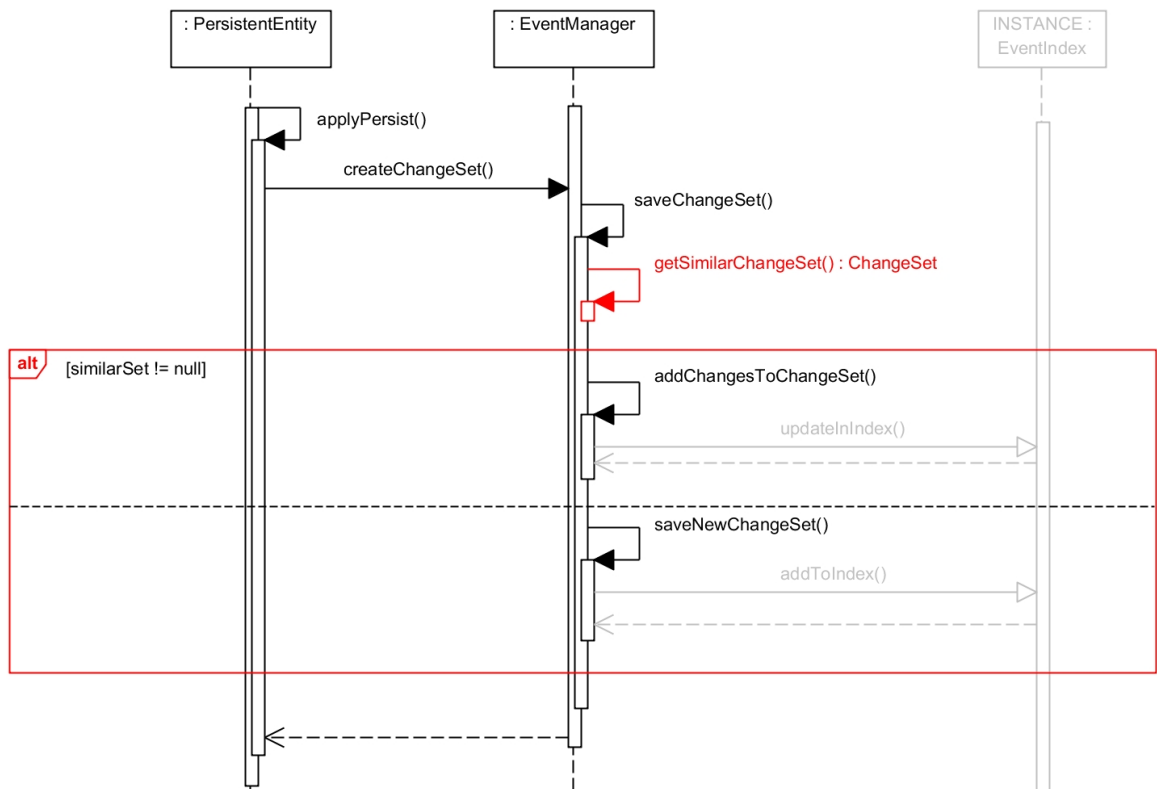 : PersistentEntity
: EventManager
INSTANCE :
EventIndex
applyPersist()
createChangeSet()
saveChangeSet()
getSimilarChangeSet() : ChangeSet
alt
[similarSet != null]
addChangesToChangeSet()
updateInIndex()
saveNewChangeSet()
addToIndex()